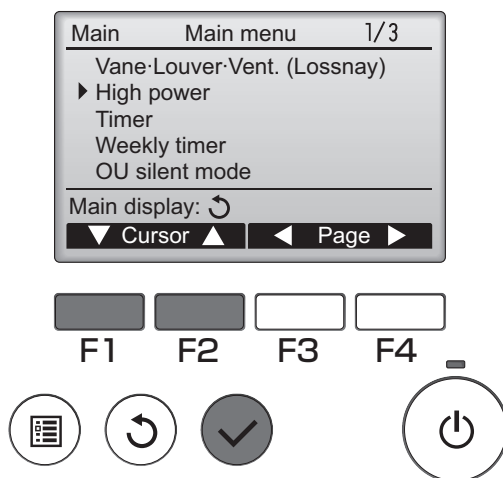 Main Main menu 1/3
Vane·Louver·Vent. (Lossnay)
High power
Timer
Weekly timer
OU silent mode
Main display:
Cursor Page
F1 F2 F3 F4